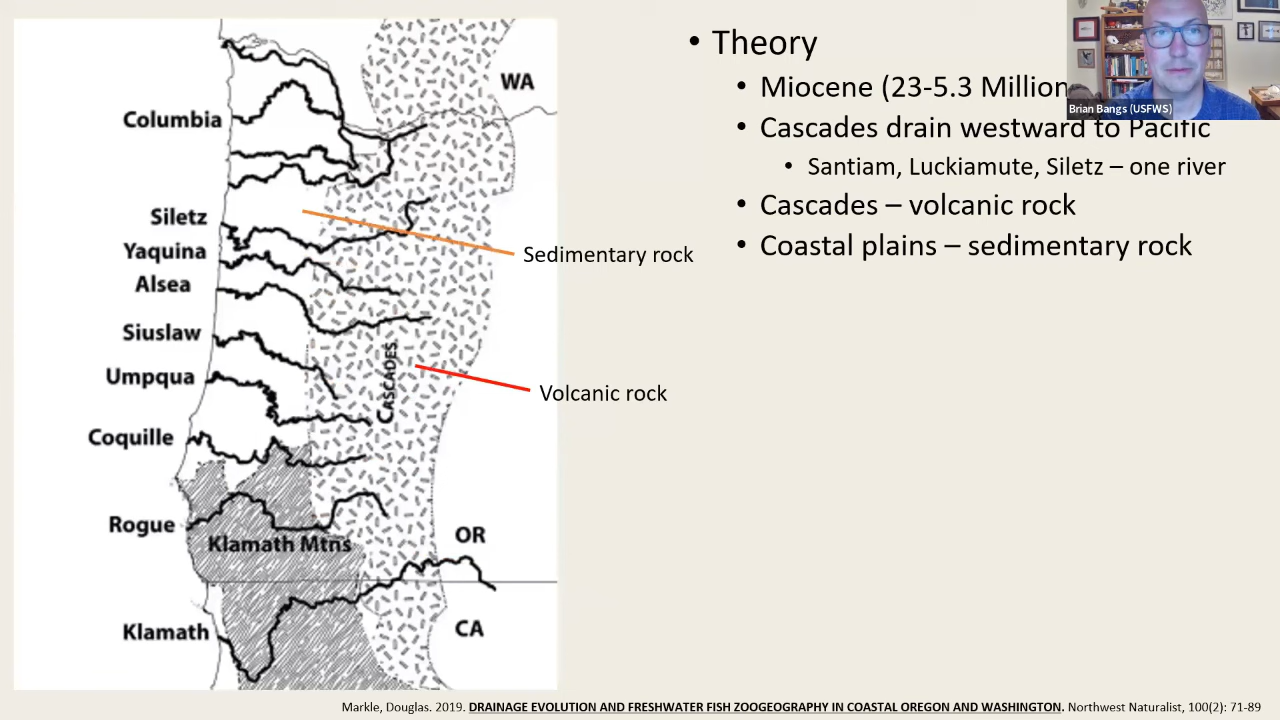 WA
Columbia
Siletz
Yaquina
Alsea
Siuslaw
Umpqua
Coquille
Rogue
Klamath Mtns
CASCADES
OR
Klamath
CA
Sedimentary rock
Volcanic rock
• Theory
• Miocene (23-5.3 Million
• Cascades drain westward to Pacific
• Santiam, Luckiamute, Siletz – one river
• Cascades – volcanic rock
• Coastal plains – sedimentary rock
Brian Bangs (USFWS)
Markle, Douglas. 2019. DRAINAGE EVOLUTION AND FRESHWATER FISH ZOOGEOGRAPHY IN COASTAL OREGON AND WASHINGTON. Northwest Naturalist, 100(2): 71-89